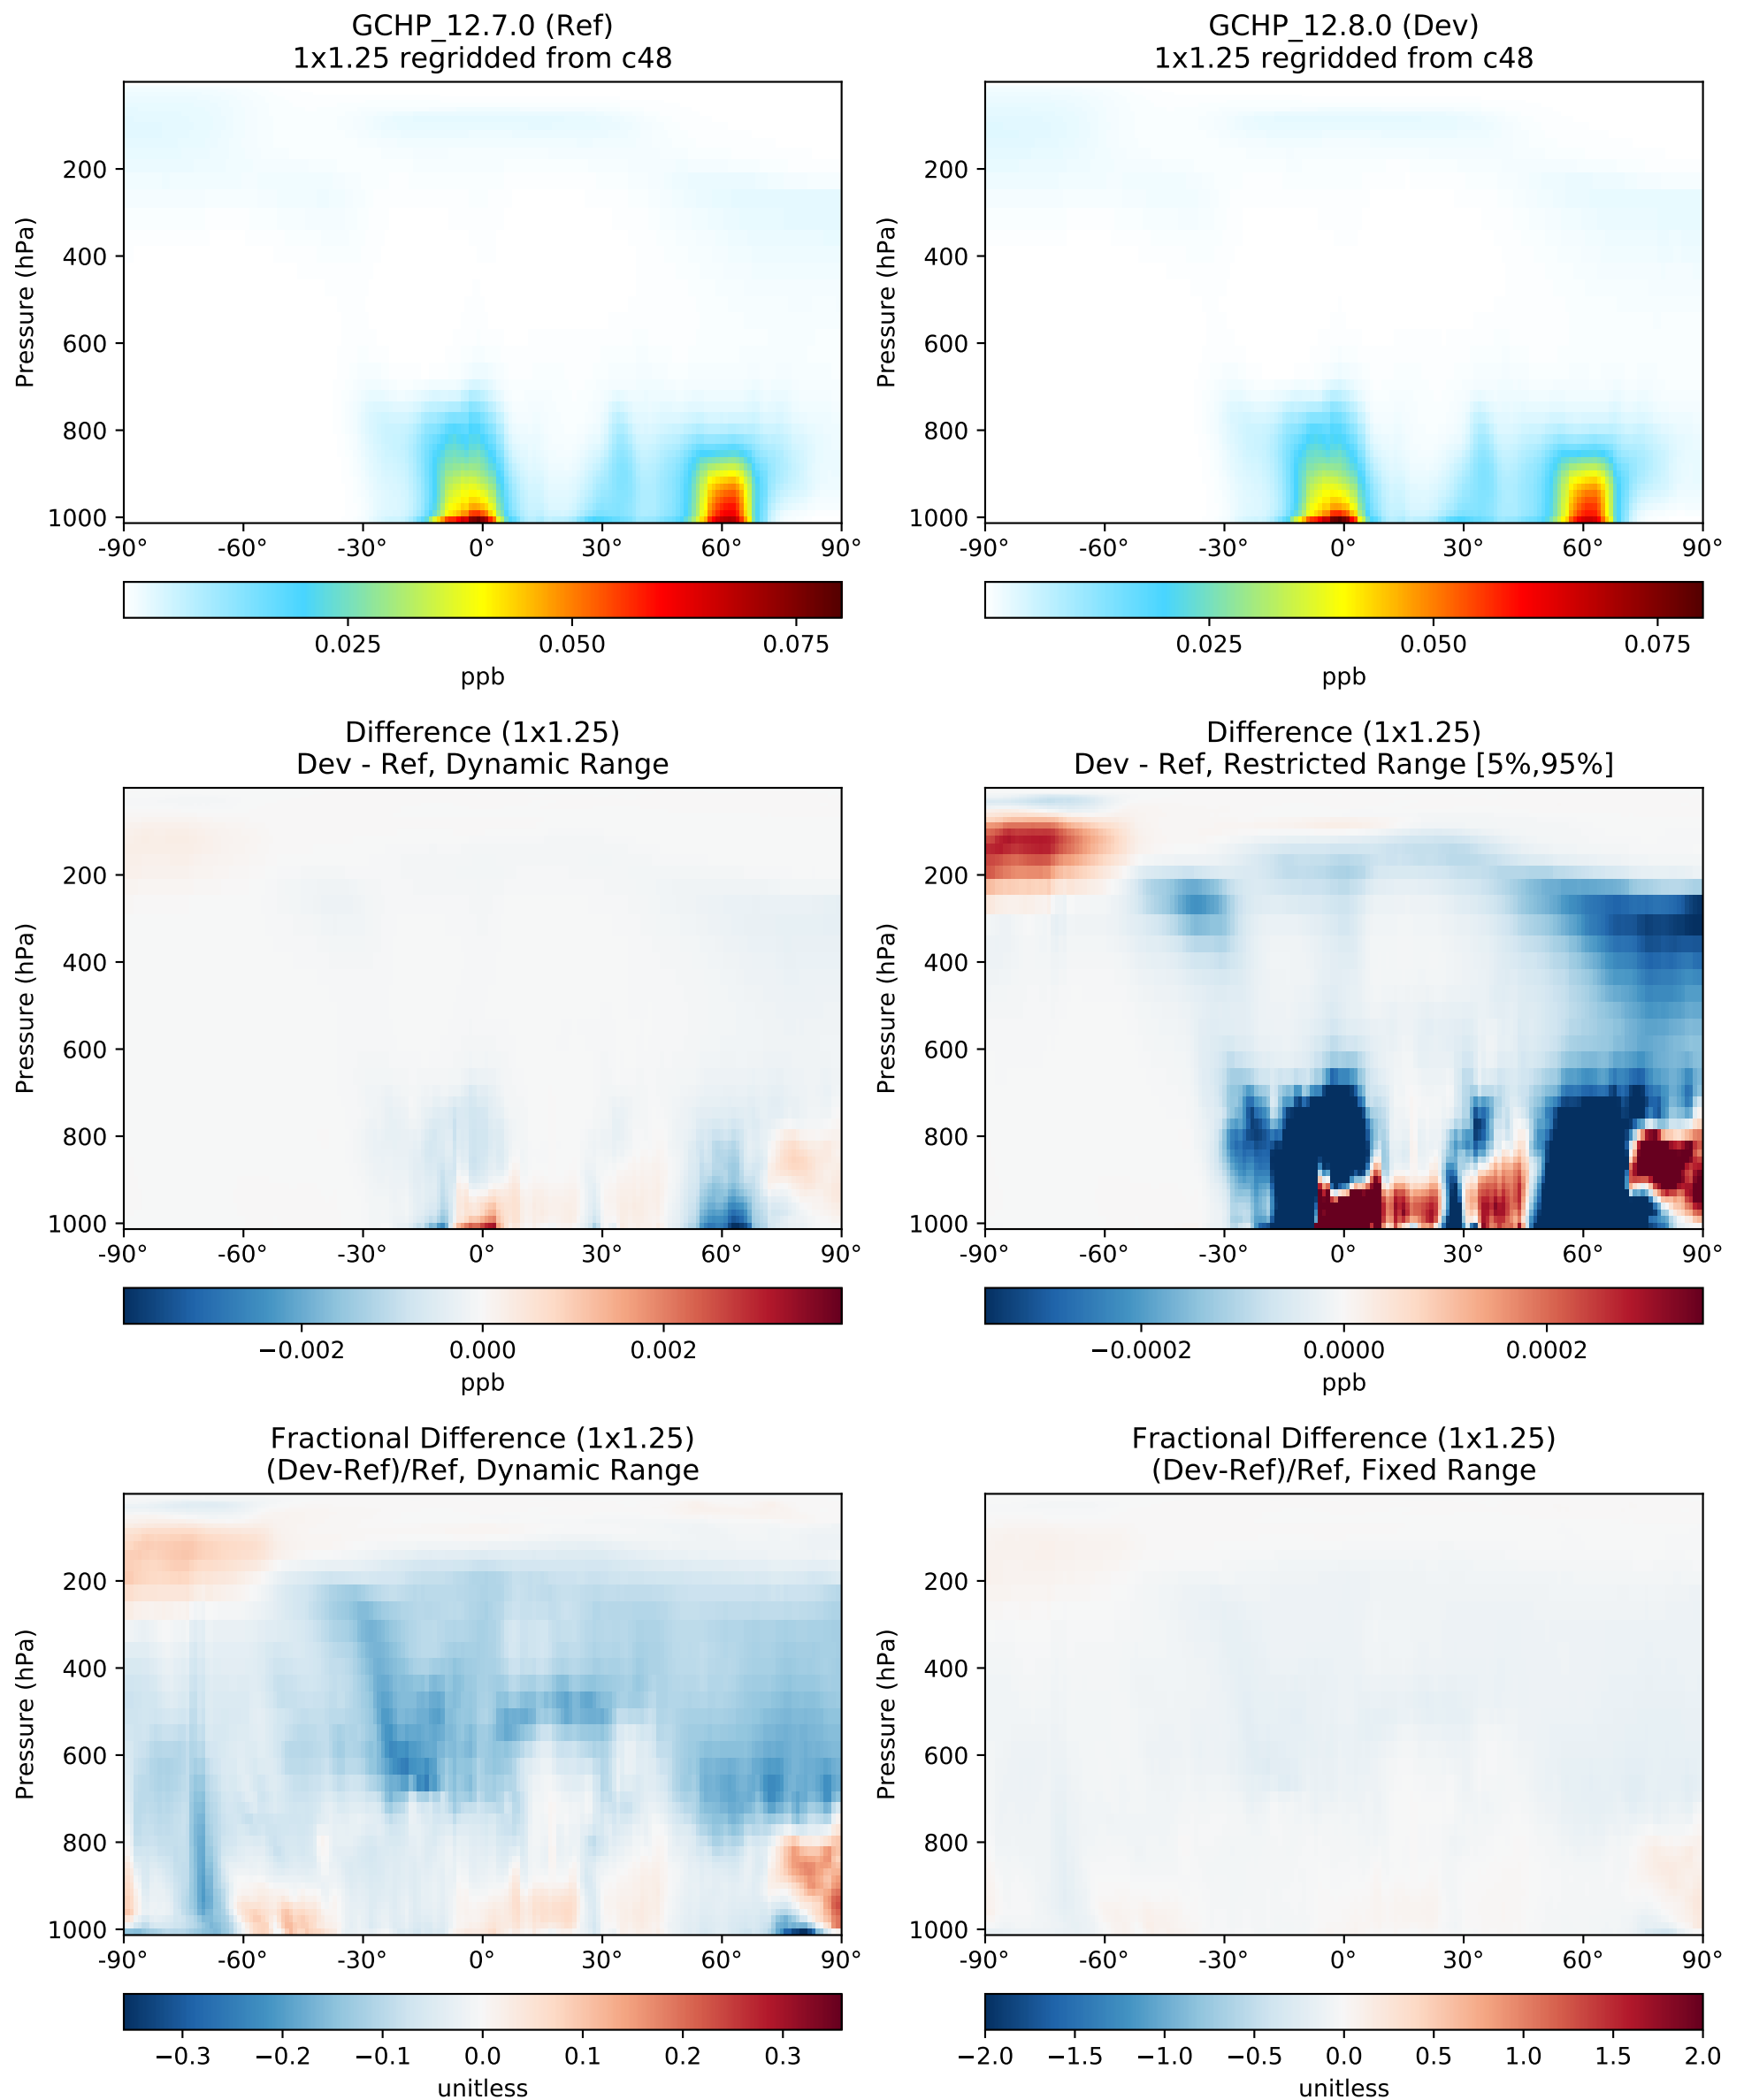 GCHP_12.7.0 (Ref)
1x1.25 regridded from c48
Pressure (hPa)
200
400
600
800
1000
-90° -60° -30° 0° 30° 60° 90°
0.025 0.050 0.075
ppb
GCHP_12.8.0 (Dev)
1x1.25 regridded from c48
Pressure (hPa)
200
400
600
800
1000
-90° -60° -30° 0° 30° 60° 90°
0.025 0.050 0.075
ppb
Difference (1x1.25)
Dev - Ref, Dynamic Range
Pressure (hPa)
200
400
600
800
1000
-90° -60° -30° 0° 30° 60° 90°
−0.002 0.000 0.002
ppb
Difference (1x1.25)
Dev - Ref, Restricted Range [5%,95%]
Pressure (hPa)
200
400
600
800
1000
-90° -60° -30° 0° 30° 60° 90°
−0.0002 0.0000 0.0002
ppb
Fractional Difference (1x1.25)
(Dev-Ref)/Ref, Dynamic Range
Pressure (hPa)
200
400
600
800
1000
-90° -60° -30° 0° 30° 60° 90°
−0.3 −0.2 −0.1 0.0 0.1 0.2 0.3
unitless
Fractional Difference (1x1.25)
(Dev-Ref)/Ref, Fixed Range
Pressure (hPa)
200
400
600
800
1000
-90° -60° -30° 0° 30° 60° 90°
−2.0 −1.5 −1.0 −0.5 0.0 0.5 1.0 1.5 2.0
unitless